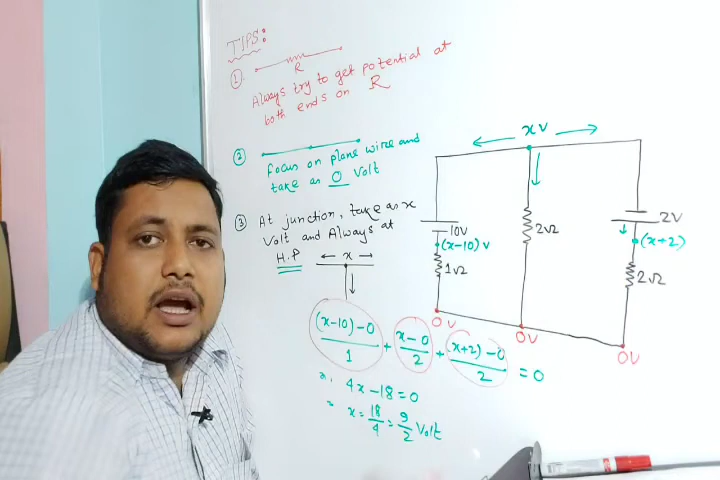 TIPS:
R
①. Always try to get potential at
both ends on R
② Focus on plane wire and
take as 0 Volt
③ At junction, take as x
Volt and Always at
H.P
x
x V
10V
(x-10) v
1Ω
2Ω
2V
(x+2)
2Ω
0V
0V
0V
(x-10)-0/1 + x-0/2 + (x+2)-0/2 = 0
4x-18=0
x = 18/4 = 9/2 Volt